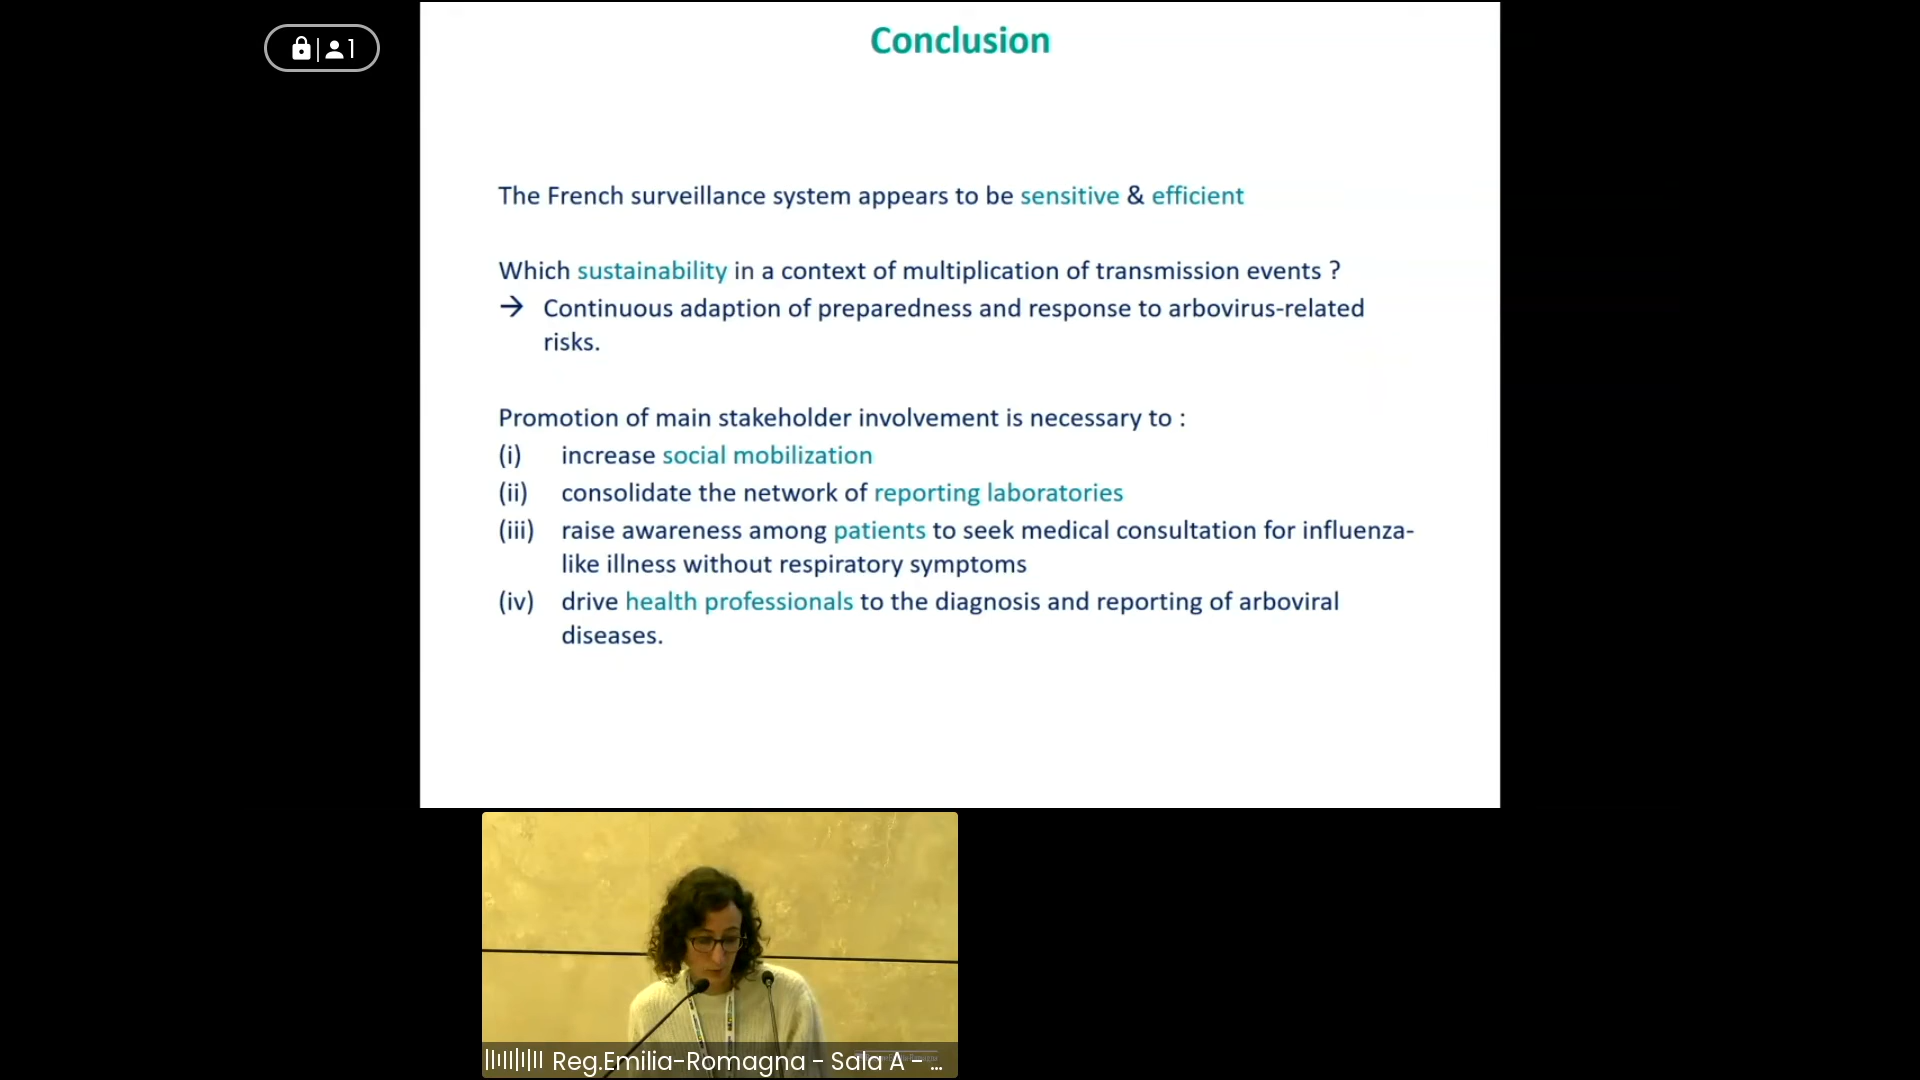 1
Conclusion
The French surveillance system appears to be sensitive & efficient
Which sustainability in a context of multiplication of transmission events ?
→ Continuous adaption of preparedness and response to arbovirus-related
risks.
Promotion of main stakeholder involvement is necessary to :
(i) increase social mobilization
(ii) consolidate the network of reporting laboratories
(iii) raise awareness among patients to seek medical consultation for influenza-
like illness without respiratory symptoms
(iv) drive health professionals to the diagnosis and reporting of arboviral
diseases.
Reg.Emilia-Romagna - Sala A - ...